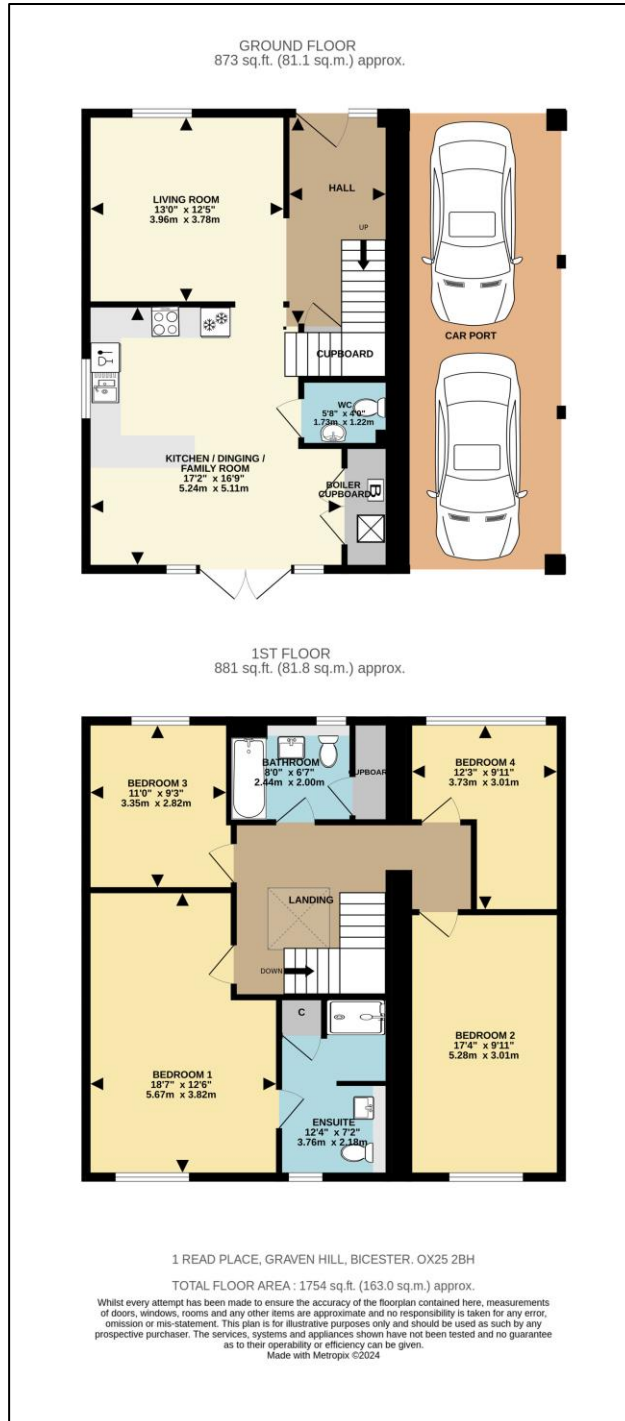 GROUND FLOOR
873 sq.ft. (81.1 sq.m.) approx.
LIVING ROOM
13'0" x 12'5"
3.96m x 3.78m
HALL
UP
CUPBOARD
CAR PORT
WC
5'8" x 4'0"
1.73m x 1.22m
KITCHEN / DINGING /
FAMILY ROOM
17'2" x 16'9"
5.24m x 5.11m
BOILER
CUPBOARD
B
1ST FLOOR
881 sq.ft. (81.8 sq.m.) approx.
BEDROOM 3
11'0" x 9'3"
3.35m x 2.82m
BATHROOM
8'0" x 6'7"
2.44m x 2.00m
UPBOAR
BEDROOM 4
12'3" x 9'11"
3.73m x 3.01m
LANDING
DOWN
C
BEDROOM 1
18'7" x 12'6"
5.67m x 3.82m
ENSUITE
12'4" x 7'2"
3.76m x 2.18m
BEDROOM 2
17'4" x 9'11"
5.28m x 3.01m
1 READ PLACE, GRAVEN HILL, BICESTER. OX25 2BH
TOTAL FLOOR AREA : 1754 sq.ft. (163.0 sq.m.) approx.
Whilst every attempt has been made to ensure the accuracy of the floorplan contained here, measurements
of doors, windows, rooms and any other items are approximate and no responsibility is taken for any error,
omission or mis-statement. This plan is for illustrative purposes only and should be used as such by any
prospective purchaser. The services, systems and appliances shown have not been tested and no guarantee
as to their operability or efficiency can be given.
Made with Metropix ©2024